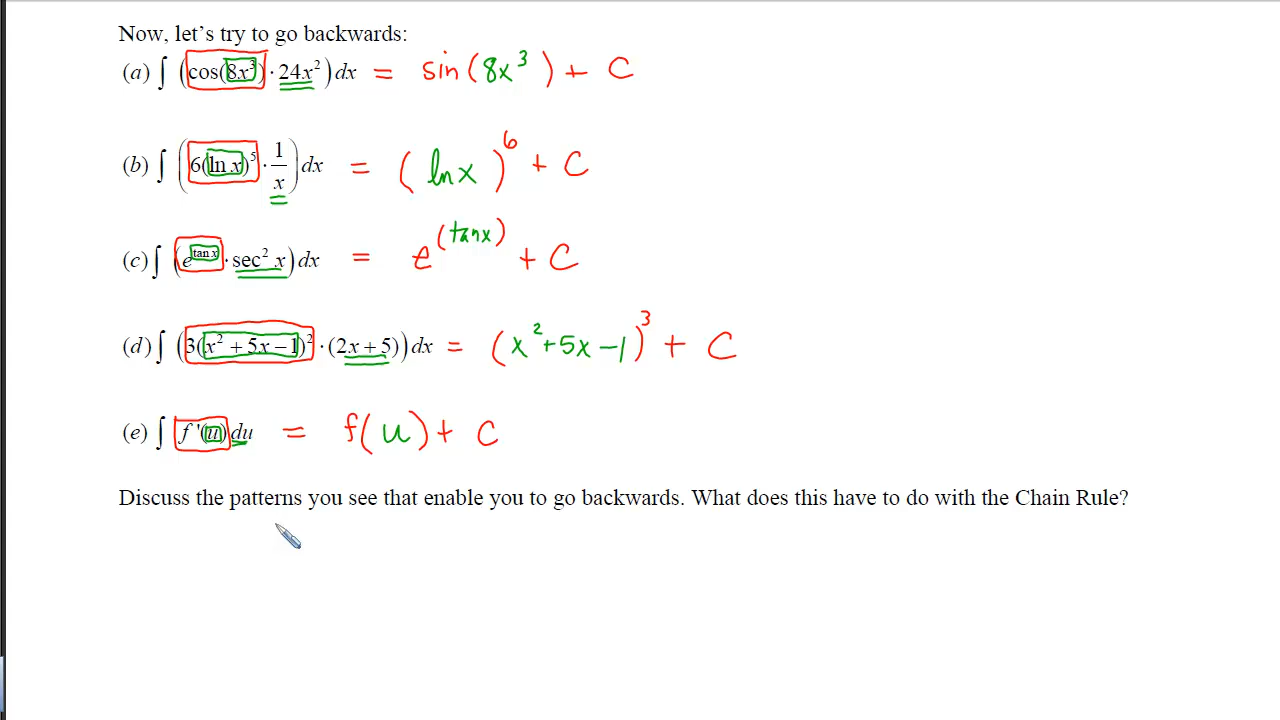 Now, let's try to go backwards:
(a) ∫ (cos(8x³) · 24x²) dx = sin(8x³) + C
(b) ∫ (6(ln x)⁵ · 1/x) dx = (ln x)⁶ + C
(c) ∫ (e^(tan x) · sec² x) dx = e^(tan x) + C
(d) ∫ (3(x² + 5x − 1)² · (2x + 5)) dx = (x² + 5x − 1)³ + C
(e) ∫ f '(u) du = f(u) + C
Discuss the patterns you see that enable you to go backwards. What does this have to do with the Chain Rule?